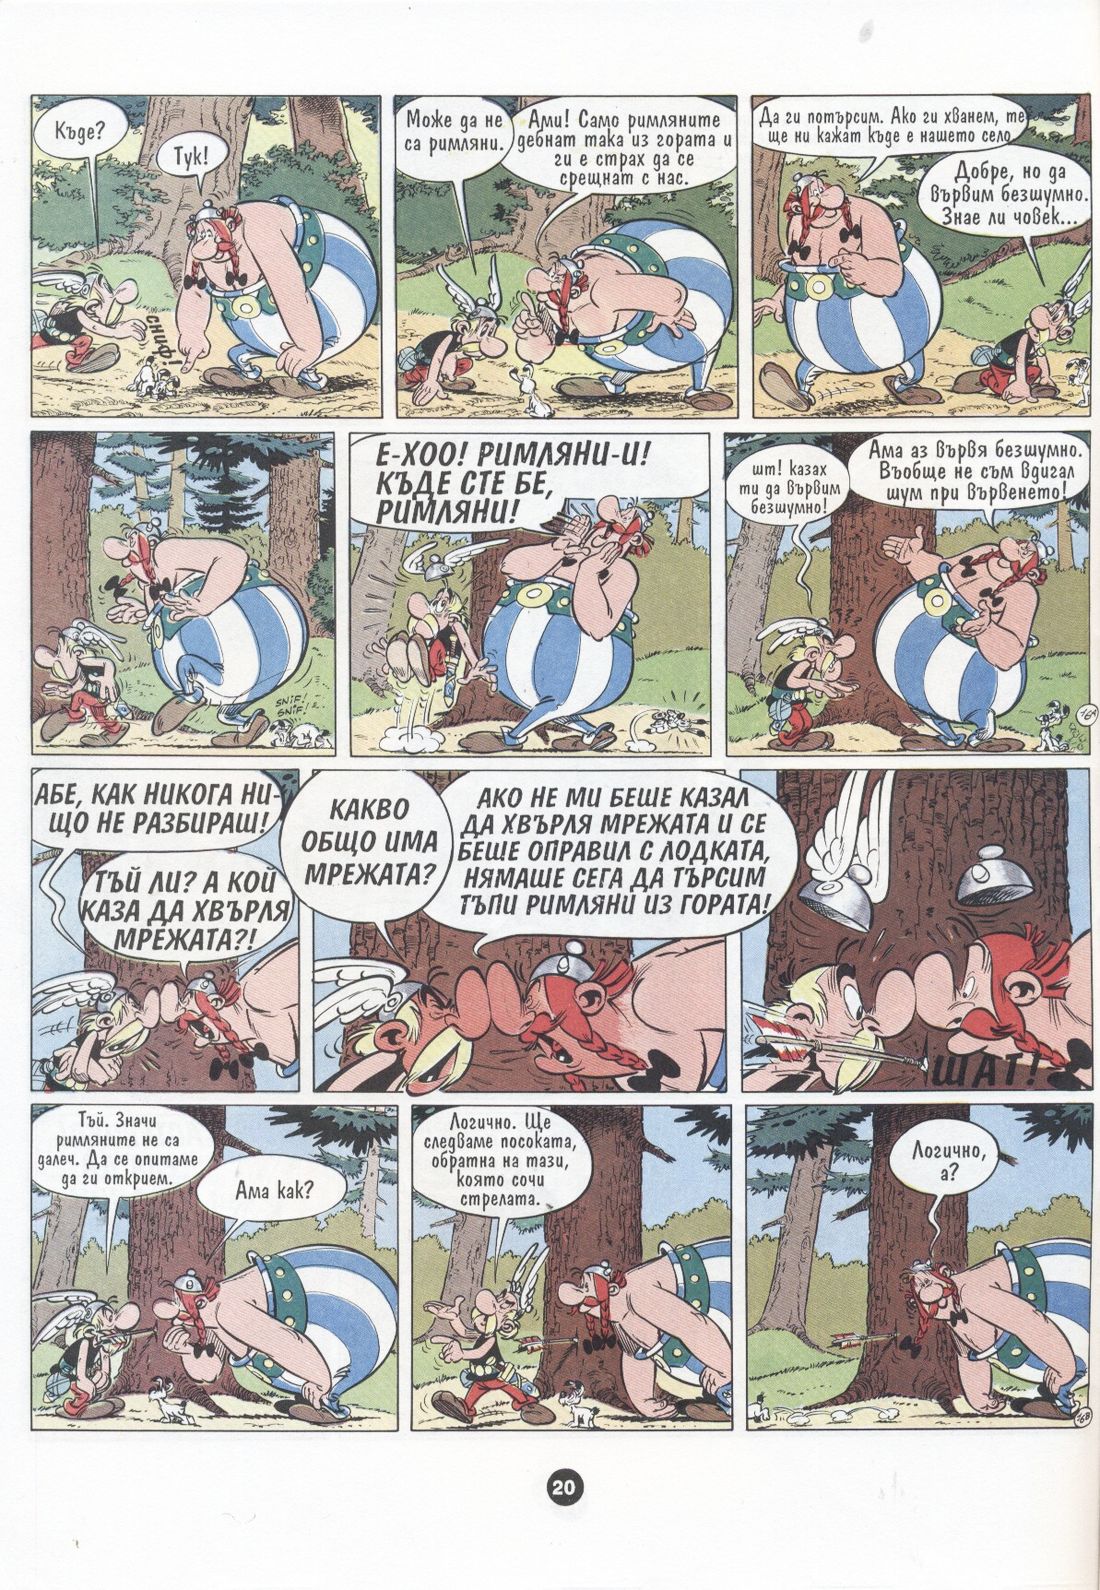 Къде?
Тук!
СНИФ!
Може да не
са римляни.
Ами! Само римляните
дебнат така из гората и
ги е страх да се
срещнат с нас.
Да ги потърсим. Ако ги хванем, те
ще ни кажат къде е нашето село.
Добре, но да
вървим безшумно.
Знае ли човек...
SNIF!
SNIF!
Е-ХОО! РИМЛЯНИ-И!
КЪДЕ СТЕ БЕ,
РИМЛЯНИ!
шт! казах
ти да вървим
безшумно!
Ама аз вървя безшумно.
Въобще не съм вдигал
шум при вървенето!
16A
АБЕ, КАК НИКОГА НИ-
ЩО НЕ РАЗБИРАШ!
ТЪЙ ЛИ? А КОЙ
КАЗА ДА ХВЪРЛЯ
МРЕЖАТА?!
КАКВО
ОБЩО ИМА
МРЕЖАТА?
АКО НЕ МИ БЕШЕ КАЗАЛ
ДА ХВЪРЛЯ МРЕЖАТА И СЕ
БЕШЕ ОПРАВИЛ С ЛОДКАТА,
НЯМАШЕ СЕГА ДА ТЪРСИМ
ТЪПИ РИМЛЯНИ ИЗ ГОРАТА!
ШАТ!
Тъй. Значи
римляните не са
далеч. Да се опитаме
да ги открием.
Ама как?
Логично. Ще
следваме посоката,
обратна на тази,
която сочи
стрелата.
Логично,
а?
16B
20